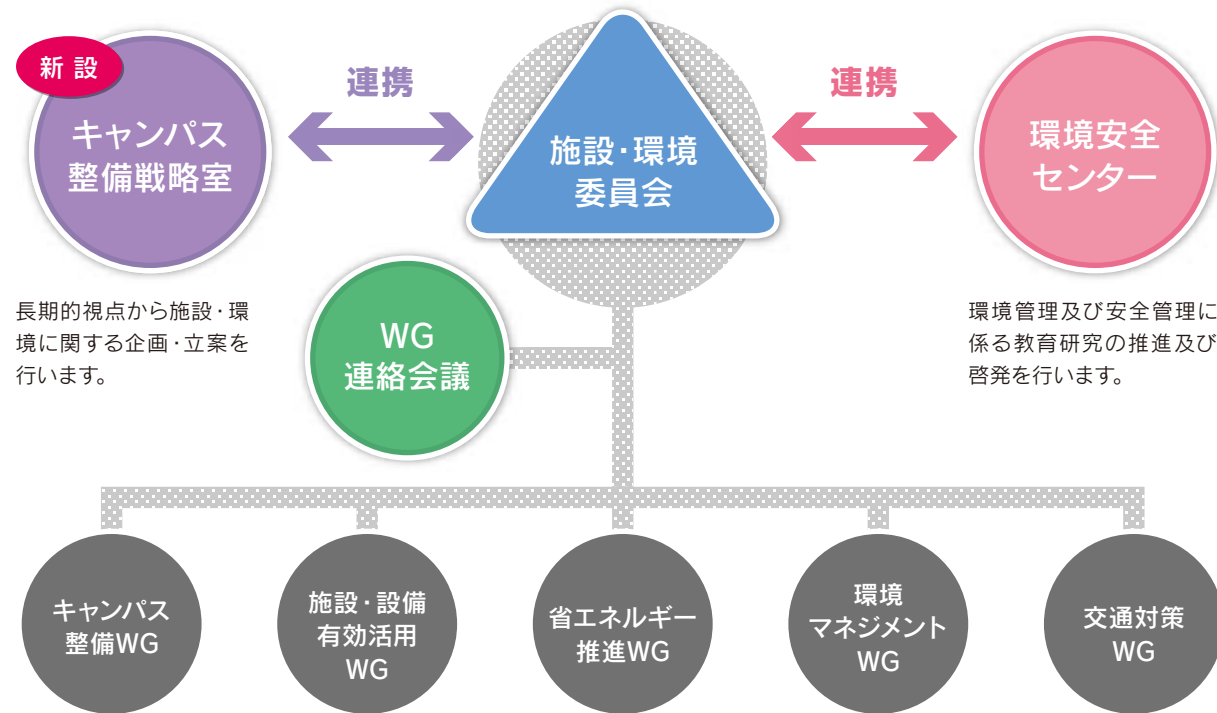 新 設
キャンパス
整備戦略室
連携
施設・環境
委員会
連携
環境安全
センター
長期的視点から施設・環
境に関する企画・立案を
行います。
環境管理及び安全管理に
係る教育研究の推進及び
啓発を行います。
WG
連絡会議
キャンパス
整備WG
施設・設備
有効活用
WG
省エネルギー
推進WG
環境
マネジメント
WG
交通対策
WG